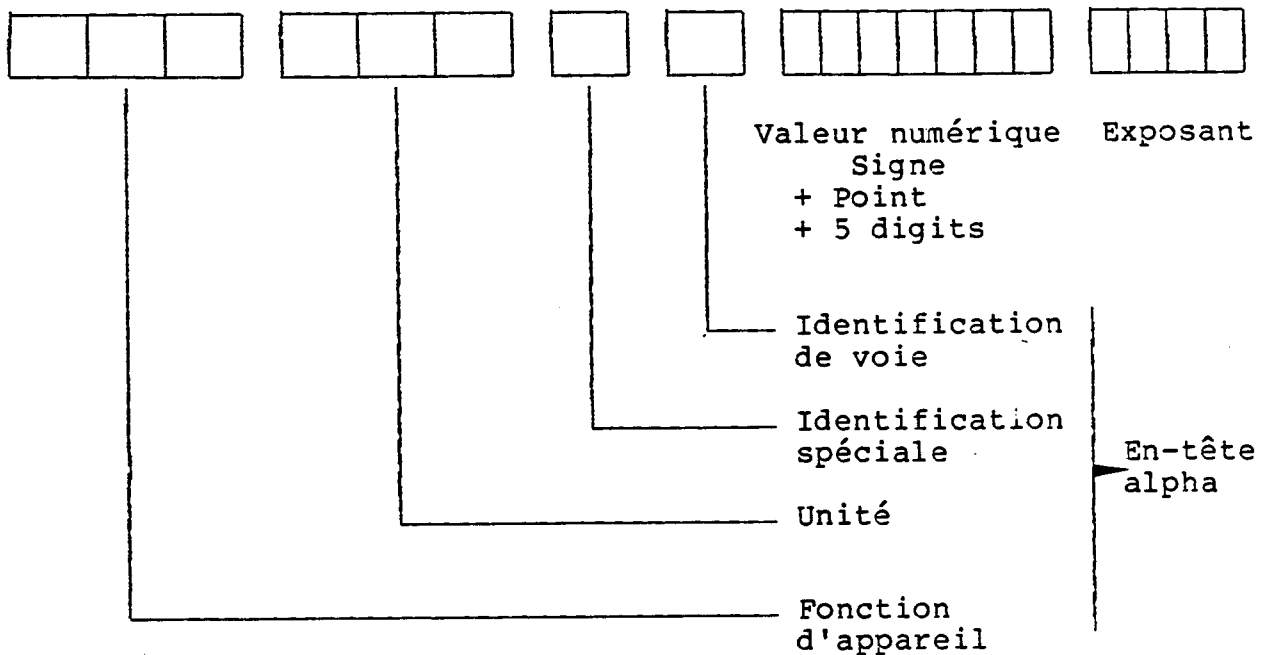 Valeur numérique Exposant
Signe
+ Point
+ 5 digits
Identification
de voie
Identification
spéciale
En-tête
alpha
Unité
Fonction
d'appareil